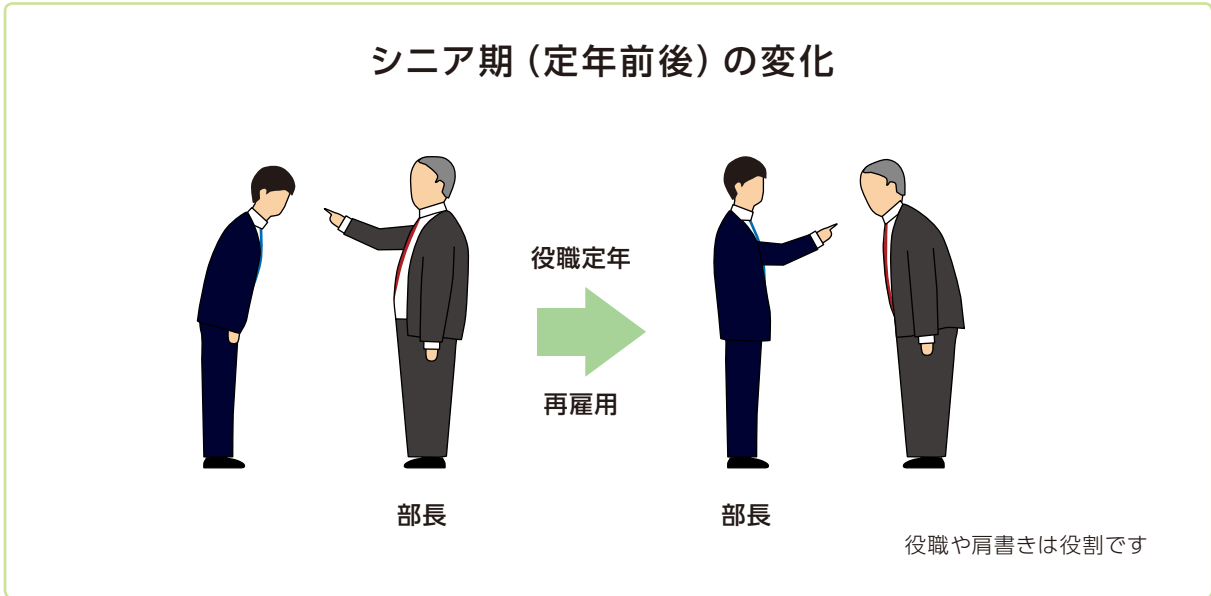 シニア期（定年前後）の変化
役職定年
再雇用
部長
部長
役職や肩書きは役割です